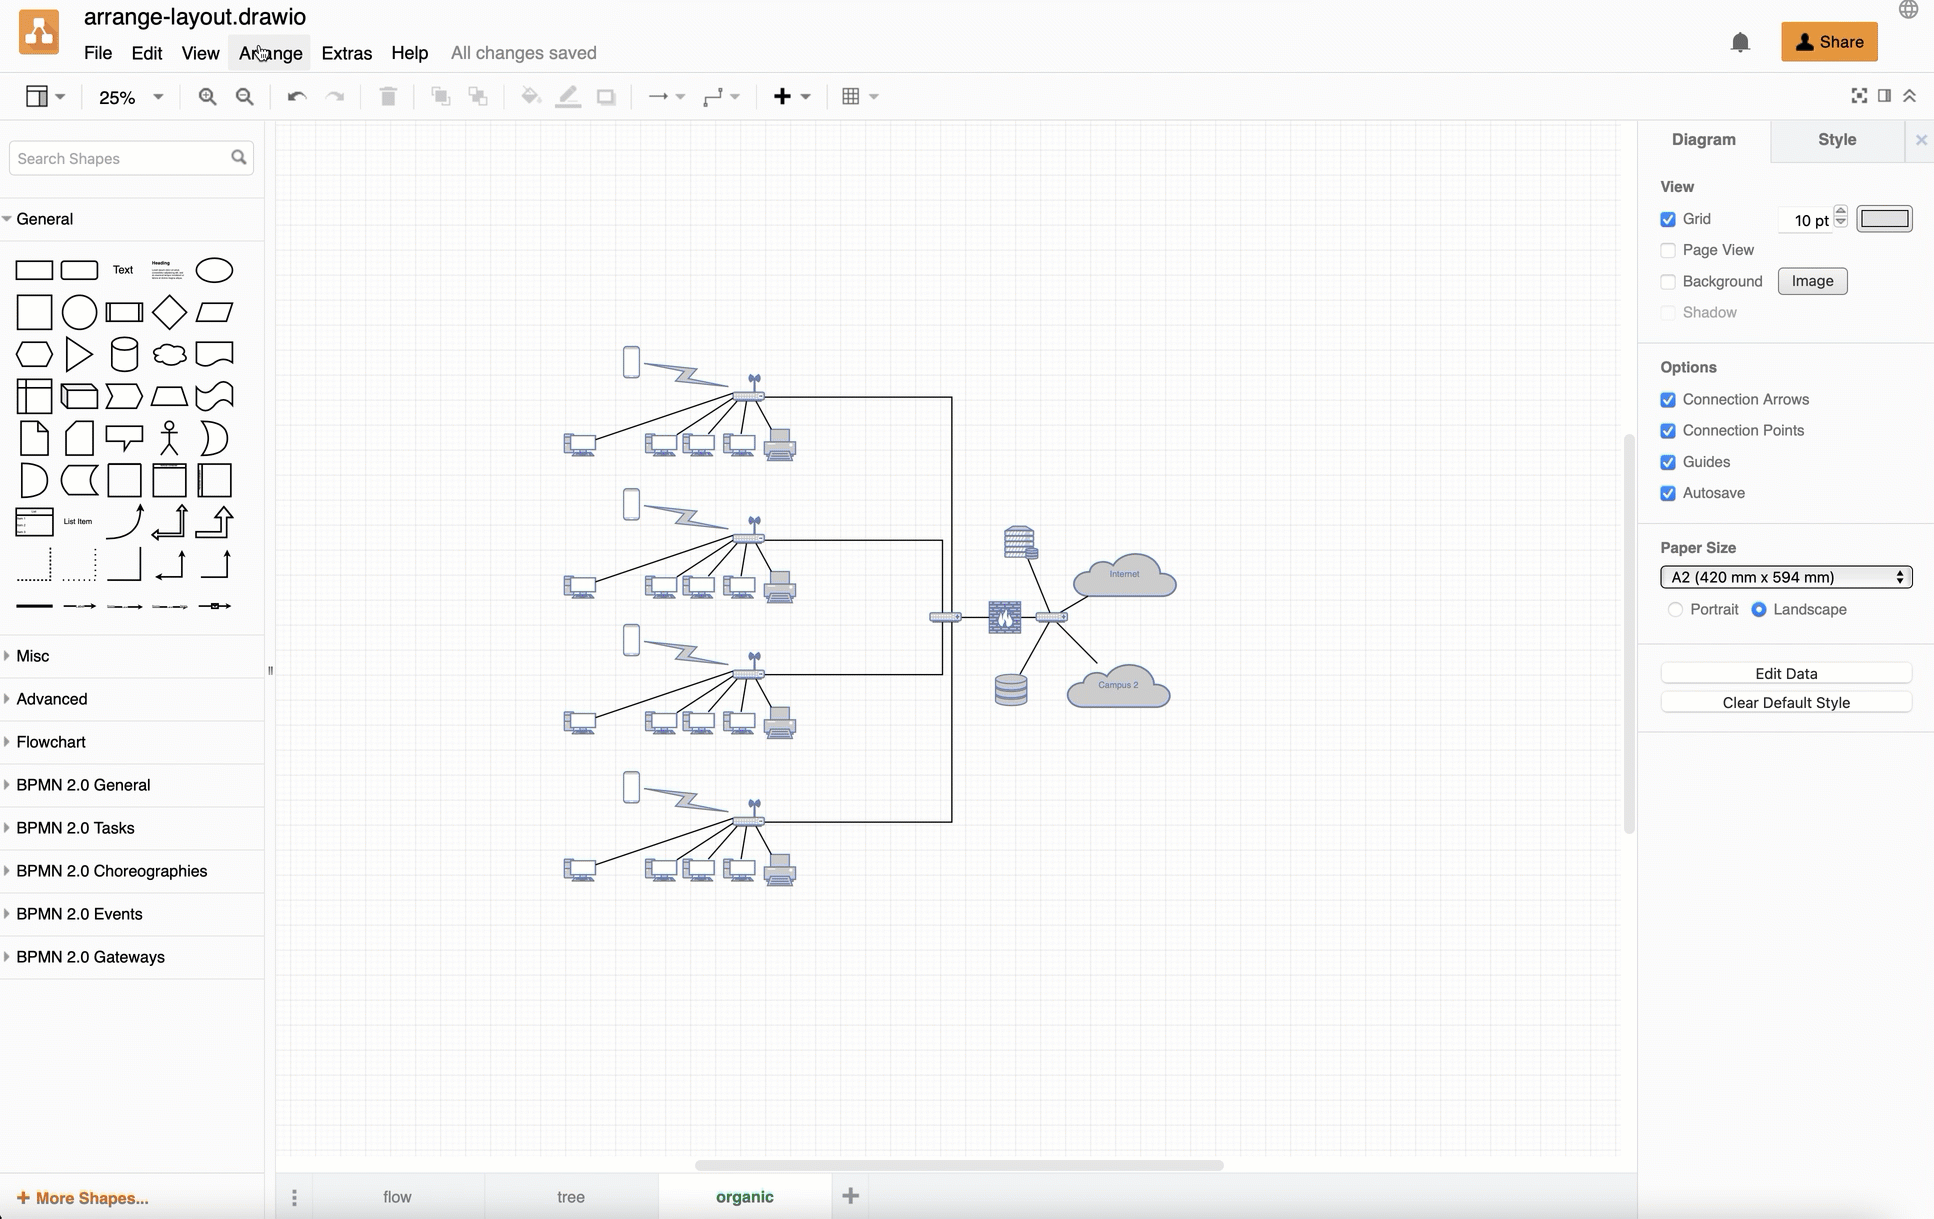 arrange-layout.drawio
File Edit View Arrange Extras Help All changes saved
Share
25%
Search Shapes
General
Text
Heading
List Item
Misc
Advanced
Flowchart
BPMN 2.0 General
BPMN 2.0 Tasks
BPMN 2.0 Choreographies
BPMN 2.0 Events
BPMN 2.0 Gateways
More Shapes...
Internet
Campus 2
flow tree organic
Diagram Style
View
Grid 10 pt
Page View
Background Image
Shadow
Options
Connection Arrows
Connection Points
Guides
Autosave
Paper Size
A2 (420 mm x 594 mm)
Portrait Landscape
Edit Data
Clear Default Style